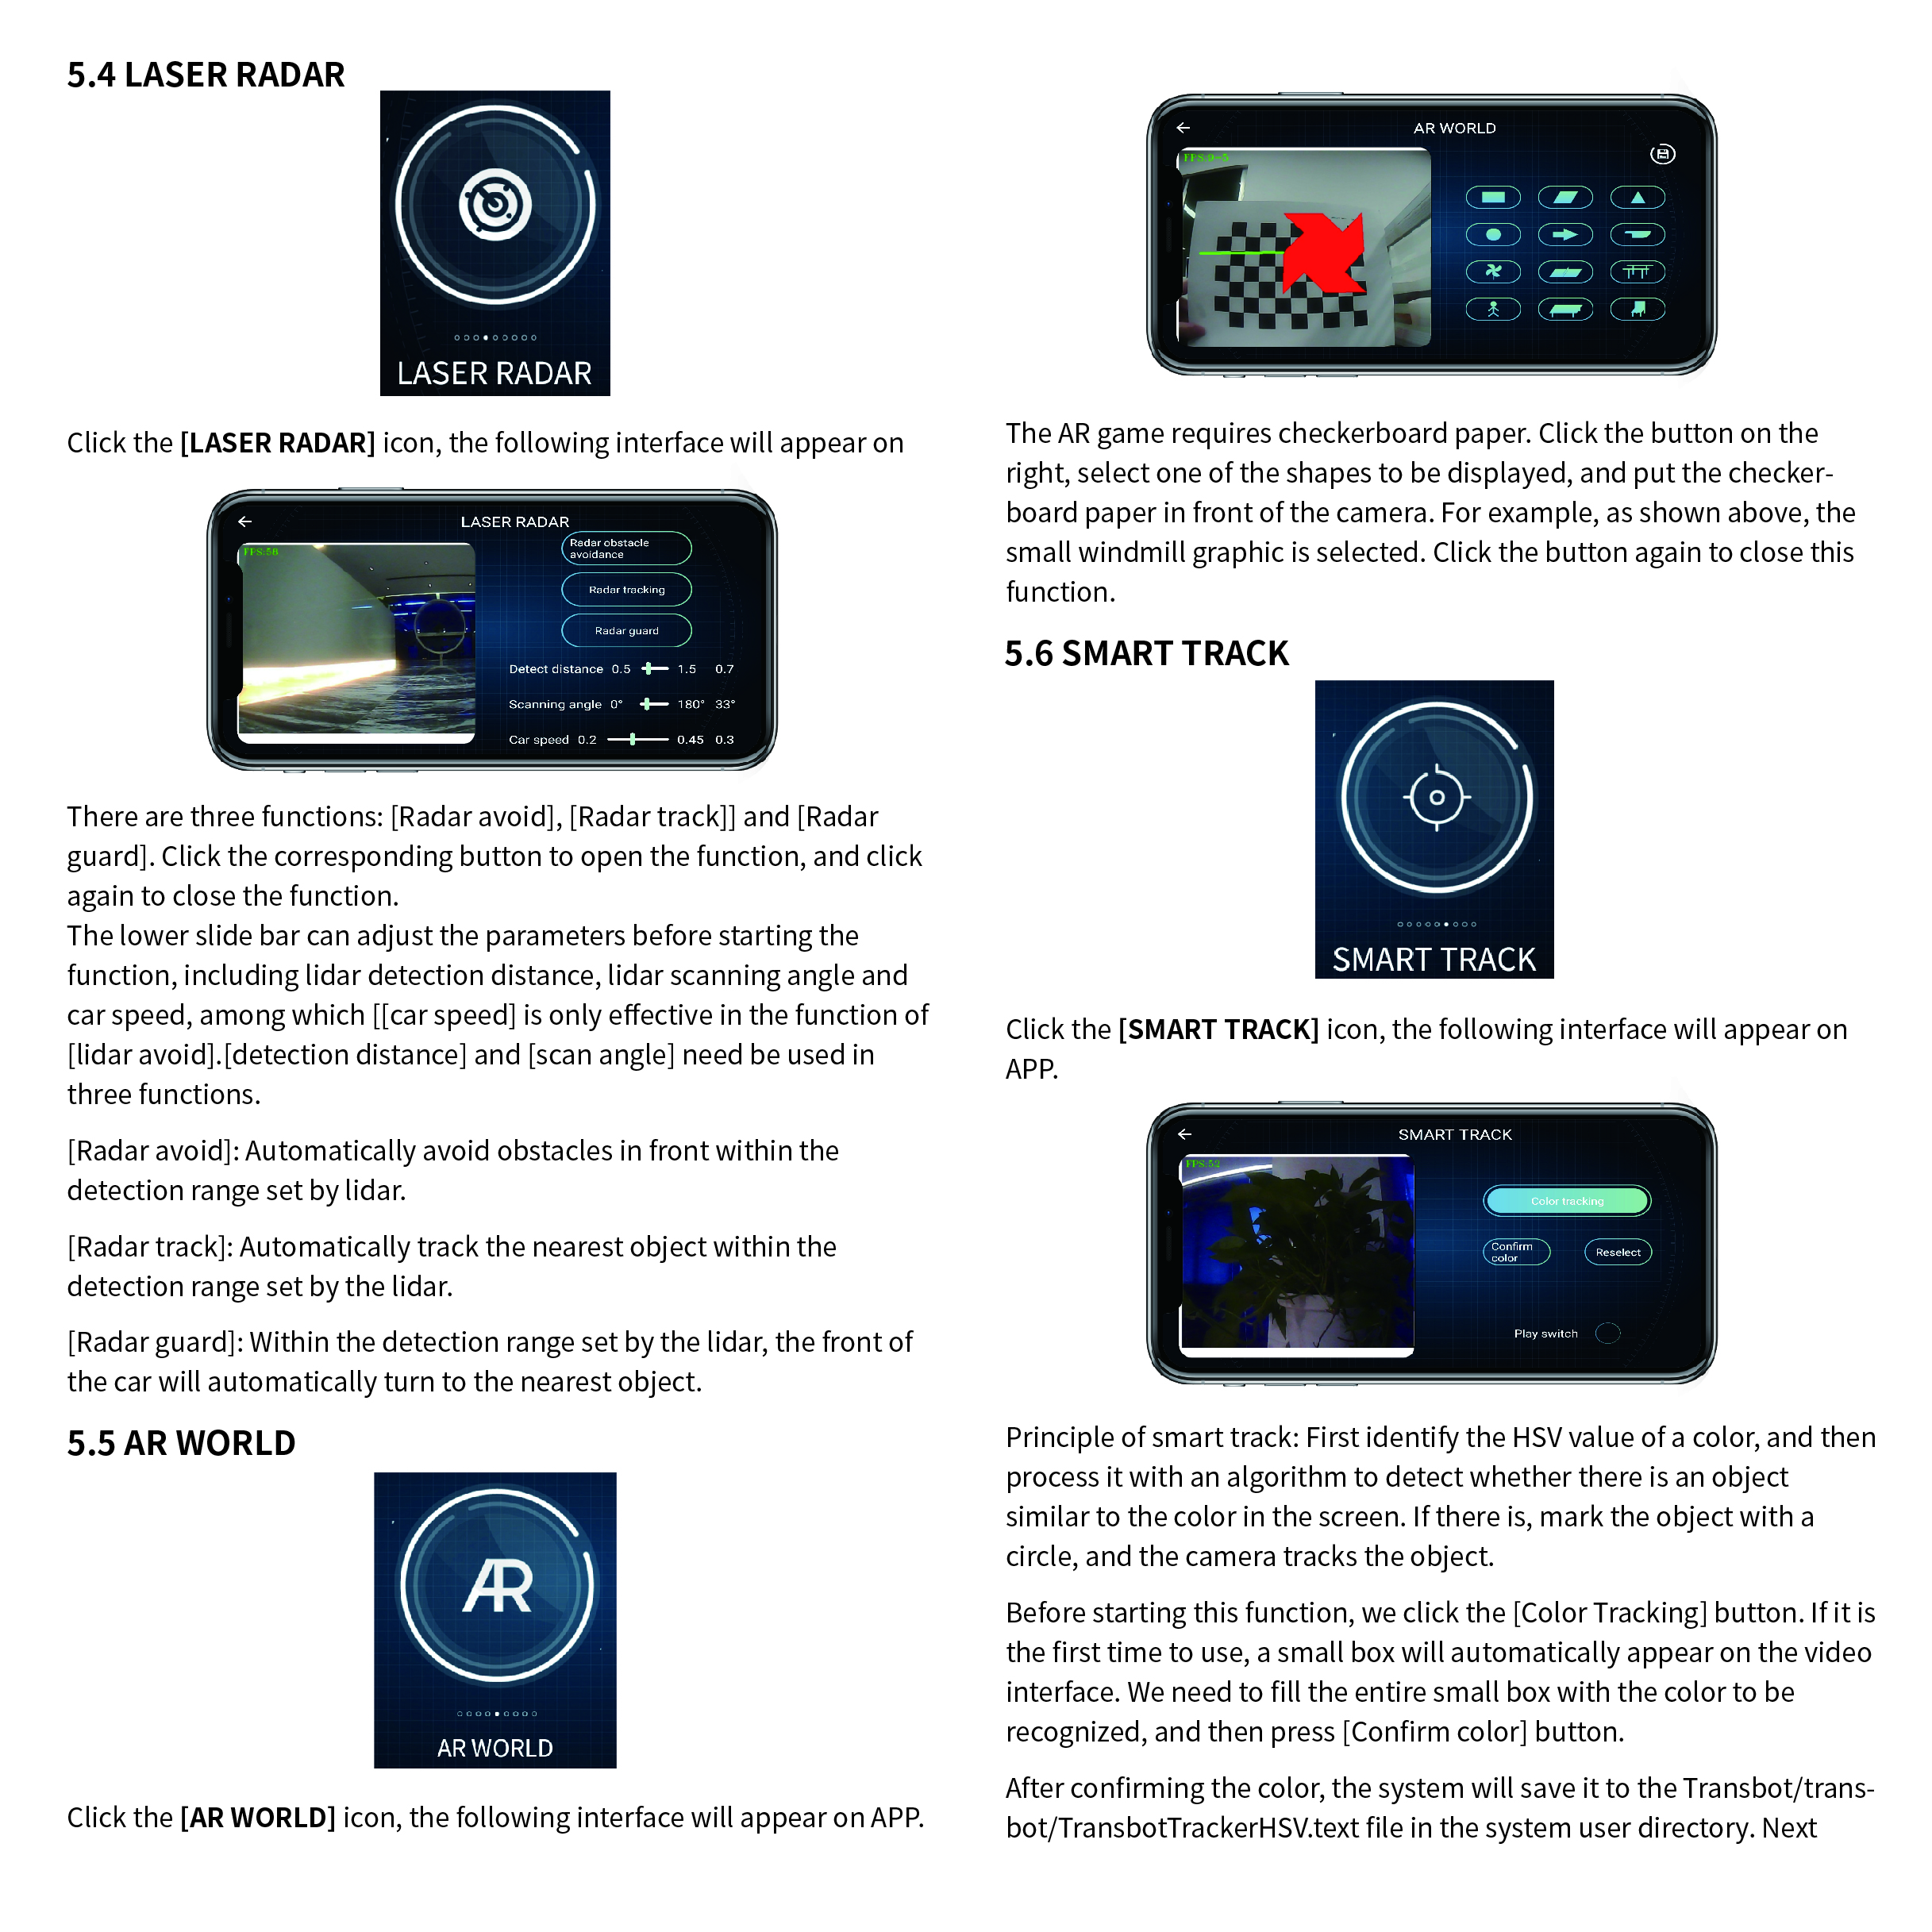 5.4 LASER RADAR
LASER RADAR
Click the [LASER RADAR] icon, the following interface will appear on
LASER RADAR
FPS:56
Radar obstacle
avoidance
Radar tracking
Radar guard
Detect distance 0.5 1.5 0.7
Scanning angle 0° 180° 33°
Car speed 0.2 0.45 0.3
There are three functions: [Radar avoid], [Radar track]] and [Radar
guard]. Click the corresponding button to open the function, and click
again to close the function.
The lower slide bar can adjust the parameters before starting the
function, including lidar detection distance, lidar scanning angle and
car speed, among which [[car speed] is only effective in the function of
[lidar avoid].[detection distance] and [scan angle] need be used in
three functions.
[Radar avoid]: Automatically avoid obstacles in front within the
detection range set by lidar.
[Radar track]: Automatically track the nearest object within the
detection range set by the lidar.
[Radar guard]: Within the detection range set by the lidar, the front of
the car will automatically turn to the nearest object.
5.5 AR WORLD
AR
AR WORLD
Click the [AR WORLD] icon, the following interface will appear on APP.
AR WORLD
The AR game requires checkerboard paper. Click the button on the
right, select one of the shapes to be displayed, and put the checker-
board paper in front of the camera. For example, as shown above, the
small windmill graphic is selected. Click the button again to close this
function.
5.6 SMART TRACK
SMART TRACK
Click the [SMART TRACK] icon, the following interface will appear on
APP.
SMART TRACK
FPS:52
Color tracking
Confirm
color
Reselect
Play switch
Principle of smart track: First identify the HSV value of a color, and then
process it with an algorithm to detect whether there is an object
similar to the color in the screen. If there is, mark the object with a
circle, and the camera tracks the object.
Before starting this function, we click the [Color Tracking] button. If it is
the first time to use, a small box will automatically appear on the video
interface. We need to fill the entire small box with the color to be
recognized, and then press [Confirm color] button.
After confirming the color, the system will save it to the Transbot/trans-
bot/TransbotTrackerHSV.text file in the system user directory. Next